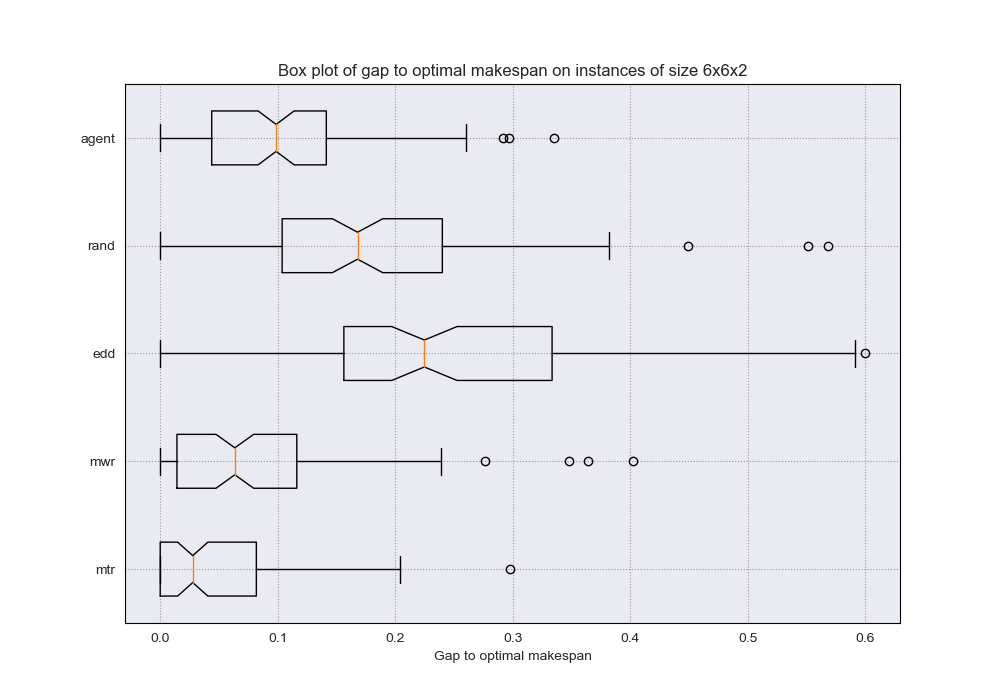 Box plot of gap to optimal makespan on instances of size 6x6x2
agent
rand
edd
mwr
mtr
0.0 0.1 0.2 0.3 0.4 0.5 0.6
Gap to optimal makespan